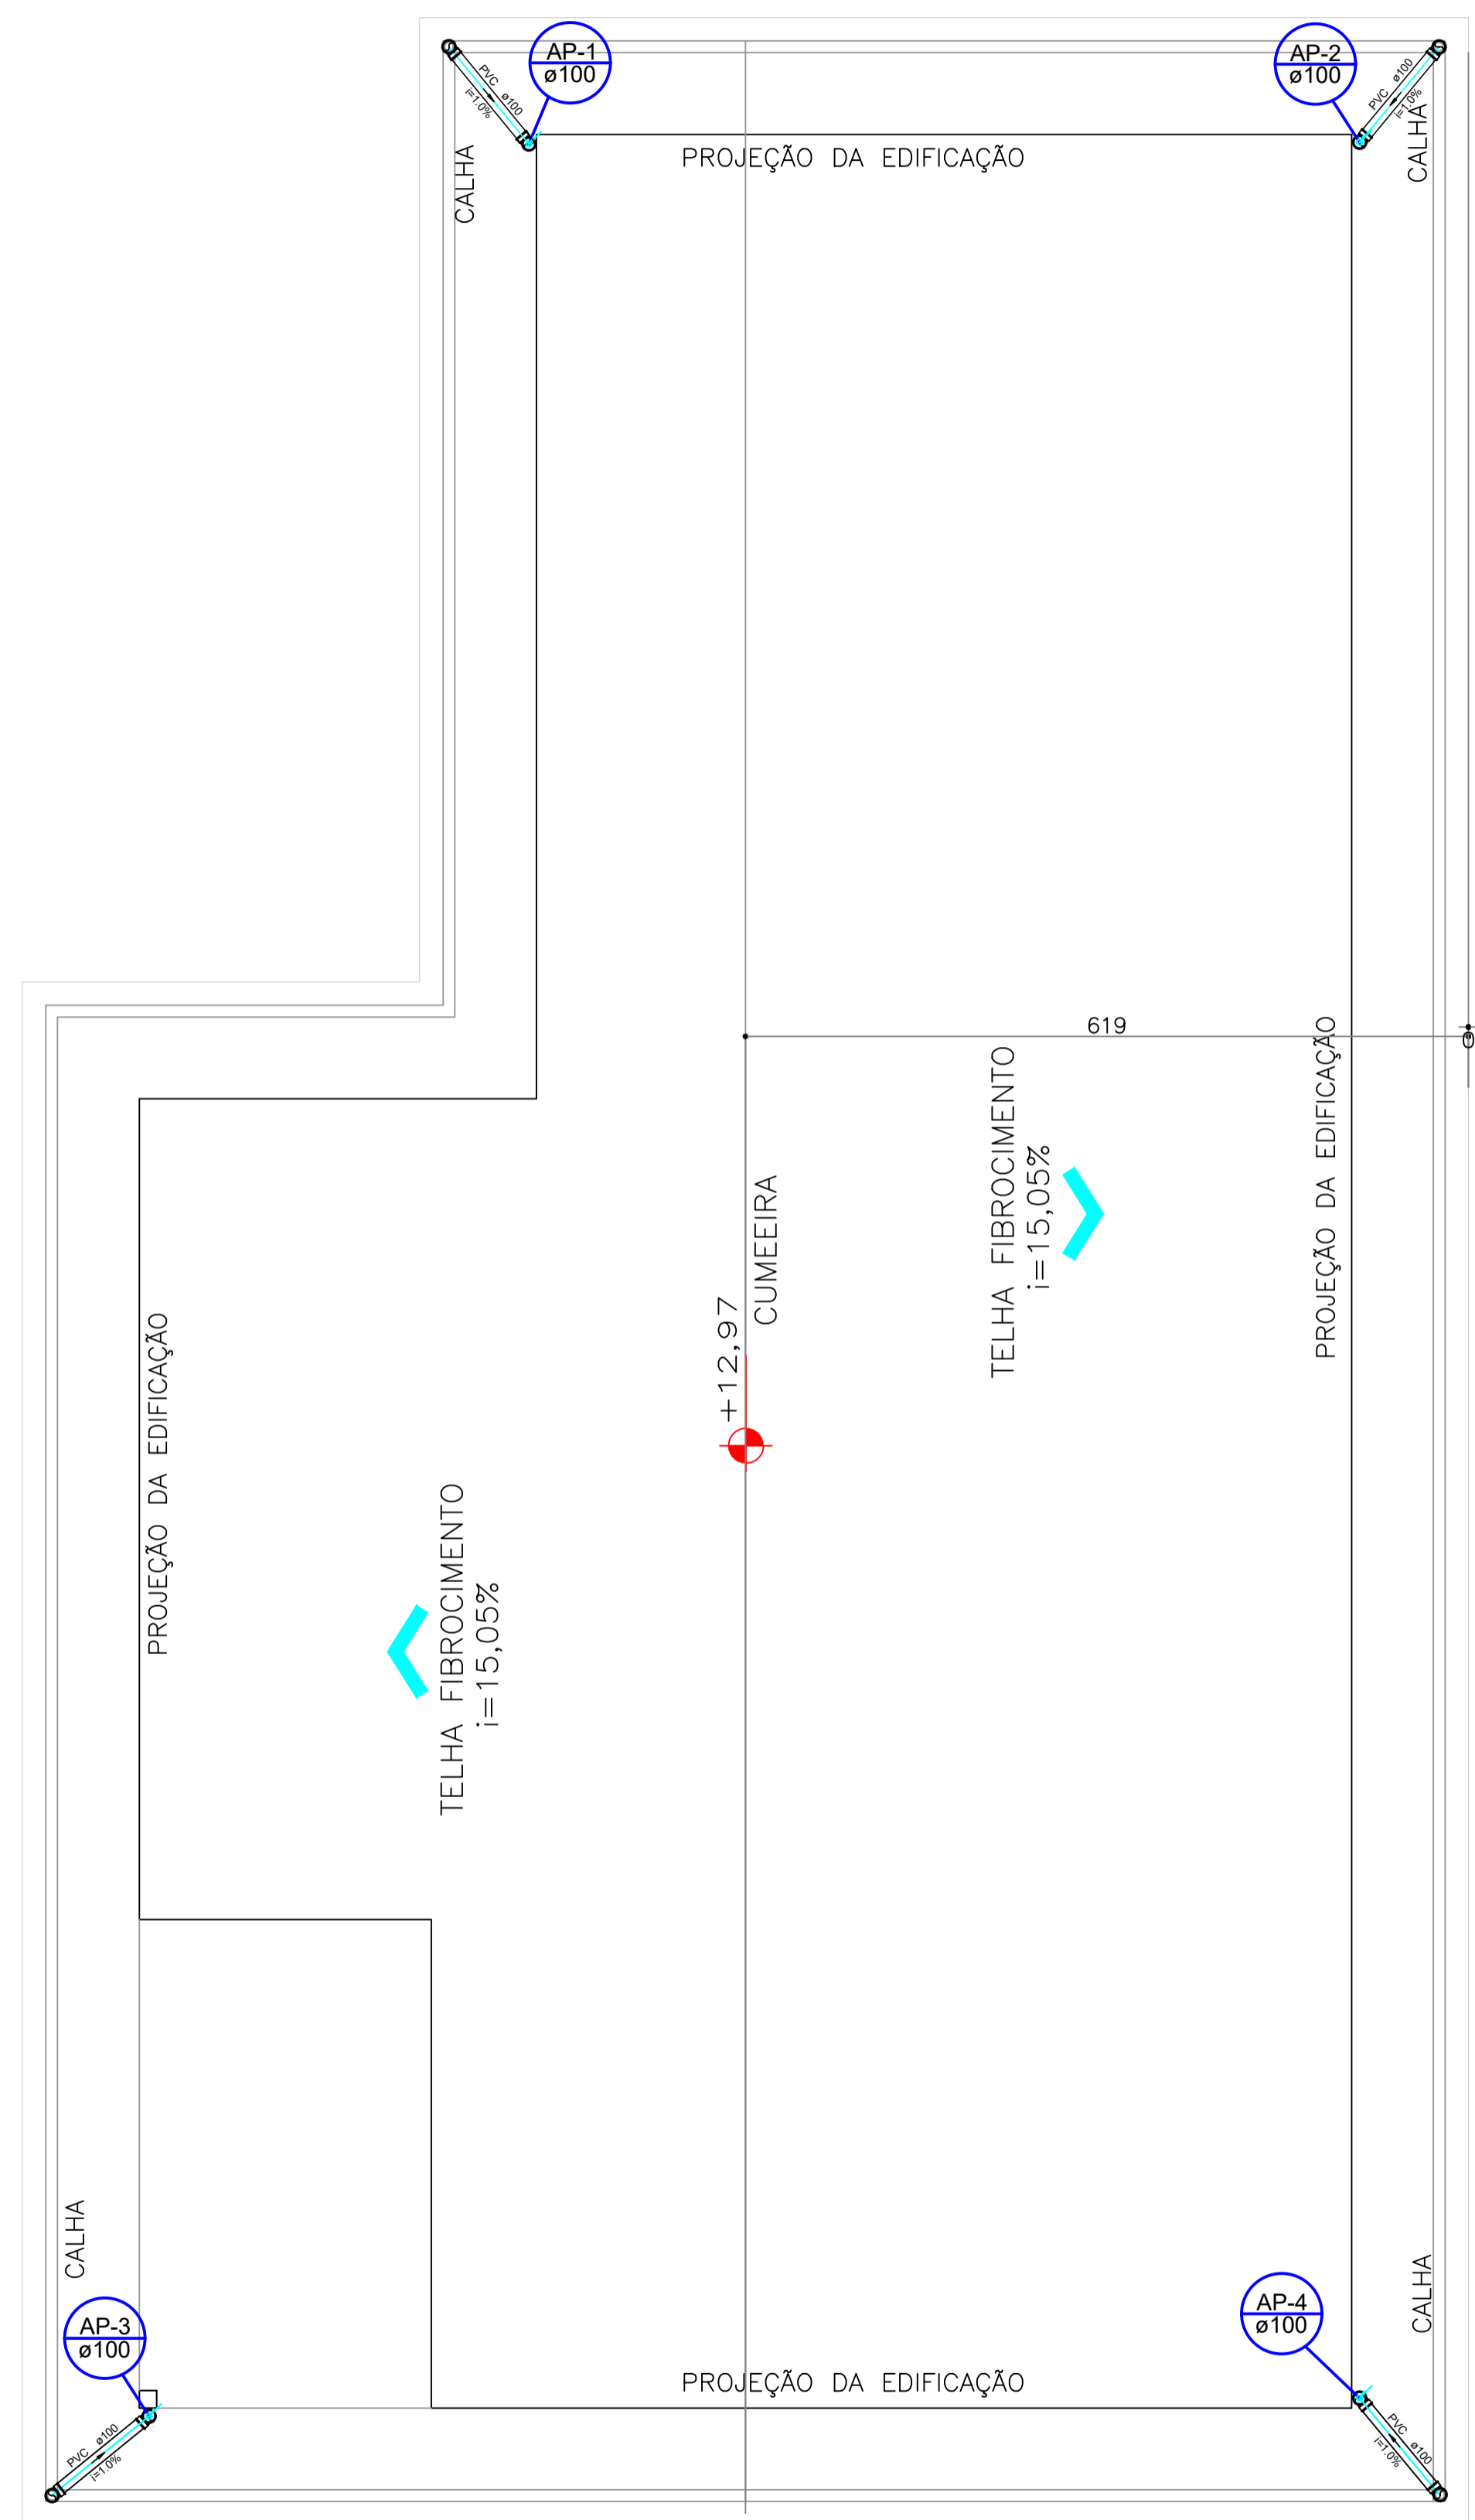 AP-1
ø100
AP-2
ø100
PVC ø100
i=1.0%
PVC ø100
i=1.0%
CALHA
CALHA
PROJEÇÃO DA EDIFICAÇÃO
619
0
TELHA FIBROCIMENTO
i=15,05%
PROJEÇÃO DA EDIFICAÇÃO
CUMEEIRA
+12,97
PROJEÇÃO DA EDIFICAÇÃO
TELHA FIBROCIMENTO
i=15,05%
CALHA
CALHA
AP-3
ø100
AP-4
ø100
PROJEÇÃO DA EDIFICAÇÃO
PVC ø100
i=1.0%
PVC ø100
i=1.0%